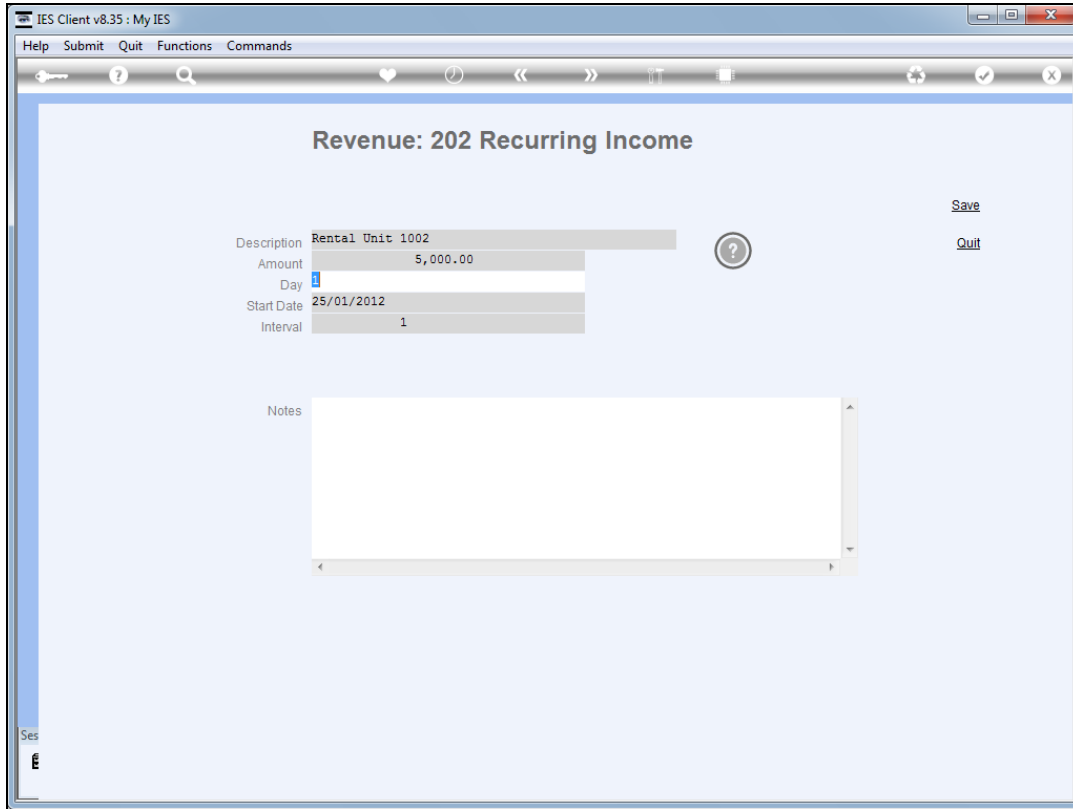 IES Client v8.35 : My IES
Help Submit Quit Functions Commands
Revenue: 202 Recurring Income
Save
Quit
Description Rental Unit 1002
Amount 5,000.00
Day 1
Start Date 25/01/2012
Interval 1
Notes
Ses